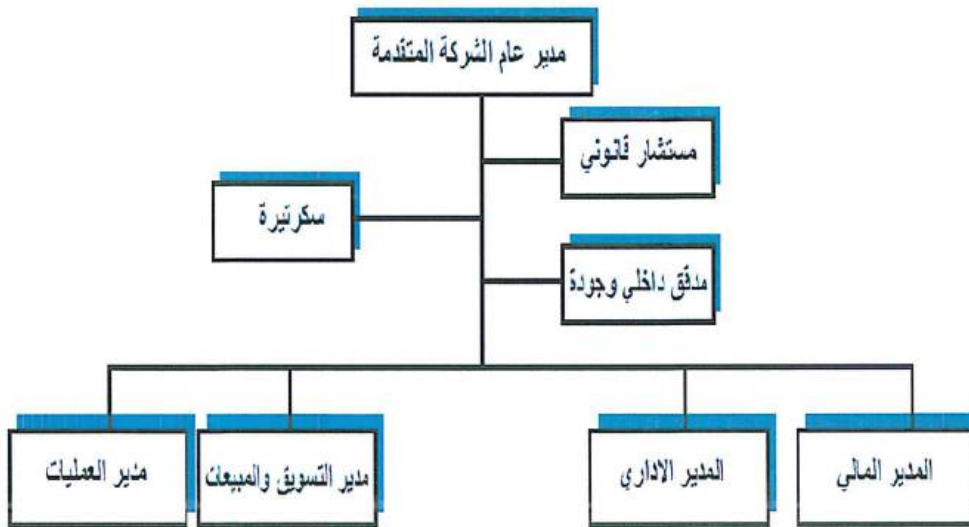 مدير عام الشركة المتقدمة
مستشار قانوني
سكرتيرة
مدقق داخلي وجودة
المدير المالي
المدير الاداري
مدير التسويق والمبيعات
مدير العمليات